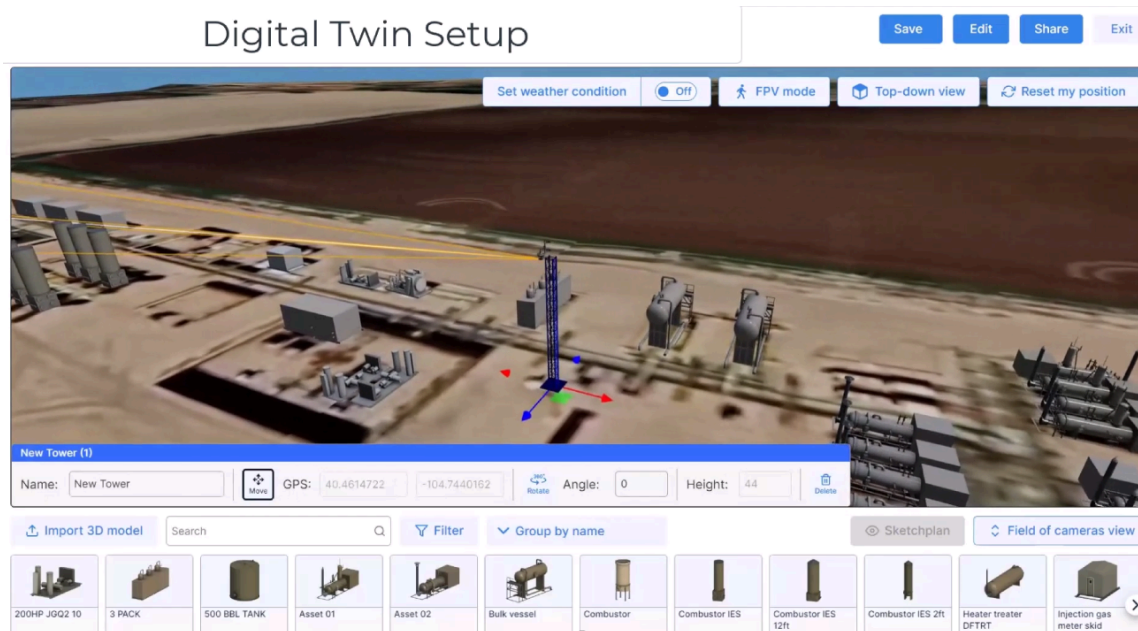 Digital Twin Setup
Save Edit Share Exit
Set weather condition Off FPV mode Top-down view Reset my position
New Tower (1)
Name: New Tower Move GPS: 40.4614722 -104.7440162 Rotate Angle: 0 Height: 44 Delete
Import 3D model Search Filter Group by name Sketchplan Field of cameras view
200HP JGQ2 10 3 PACK 500 BBL TANK Asset 01 Asset 02 Bulk vessel Combustor Combustor IES Combustor IES 12ft Combustor IES 2ft Heater treater DFTRT Injection gas meter skid